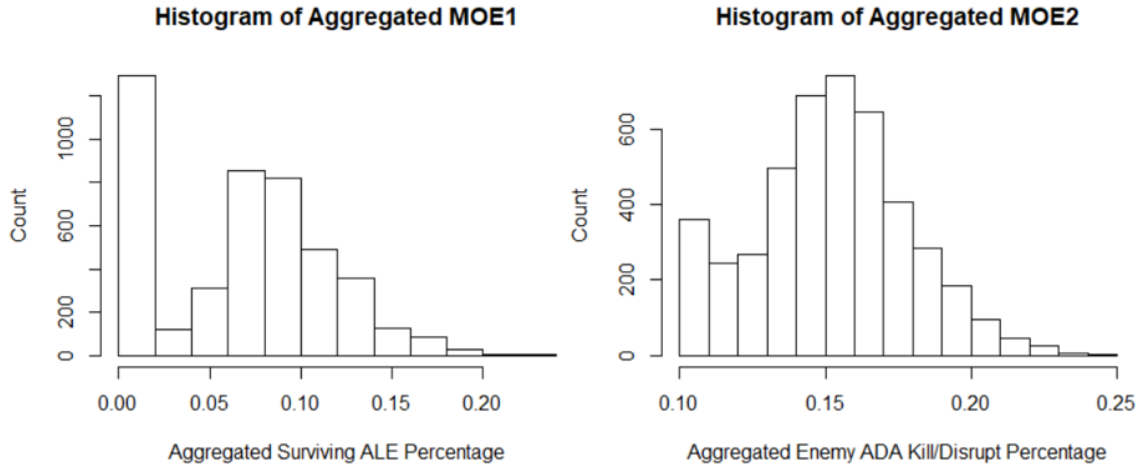 Histogram of Aggregated MOE1
Count
0 200 600 1000
0.00 0.05 0.10 0.15 0.20
Aggregated Surviving ALE Percentage
Histogram of Aggregated MOE2
Count
0 200 400 600
0.10 0.15 0.20 0.25
Aggregated Enemy ADA Kill/Disrupt Percentage